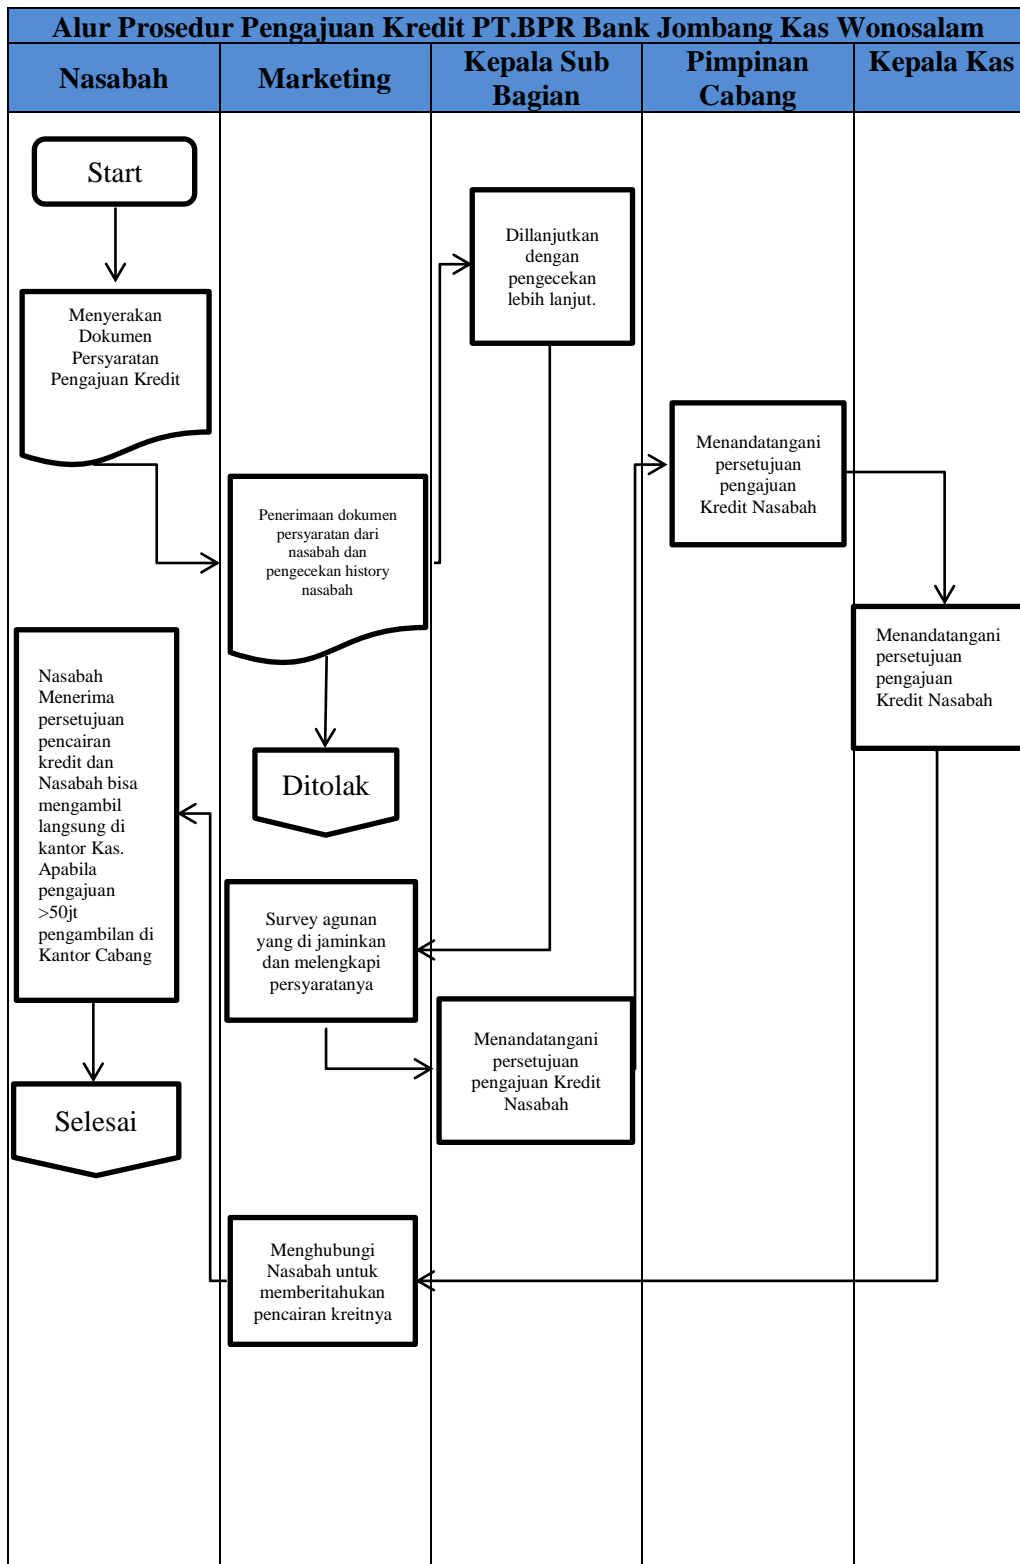 Alur Prosedur Pengajuan Kredit PT.BPR Bank Jombang Kas Wonosalam
Nasabah
Marketing
Kepala Sub
Bagian
Pimpinan
Cabang
Kepala Kas
Start
Menyerakan
Dokumen
Persyaratan
Pengajuan Kredit
Penerimaan dokumen
persyaratan dari
nasabah dan
pengecekan history
nasabah
Ditolak
Dillanjutkan
dengan
pengecekan
lebih lanjut.
Survey agunan
yang di jaminkan
dan melengkapi
persyaratanya
Menandatangani
persetujuan
pengajuan Kredit
Nasabah
Menandatangani
persetujuan
pengajuan
Kredit Nasabah
Menandatangani
persetujuan
pengajuan
Kredit Nasabah
Menghubungi
Nasabah untuk
memberitahukan
pencairan kreitnya
Nasabah
Menerima
persetujuan
pencairan
kredit dan
Nasabah bisa
mengambil
langsung di
kantor Kas.
Apabila
pengajuan
>50jt
pengambilan di
Kantor Cabang
Selesai